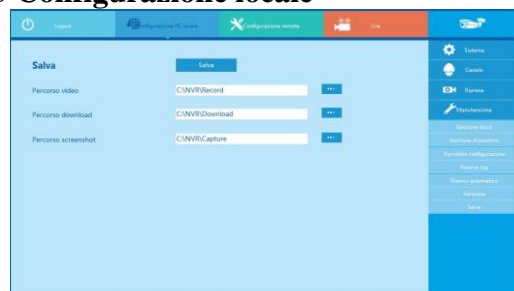 Configurazione locale
Logout
Configurazione PC locale
Configurazione remota
Live
Sistema
Salva
Salva
Canale
Percorso video
C:\NVR\Record
...
Ripresa
Percorso download
C:\NVR\Download
...
Manutenzione
Percorso screenshot
C:\NVR\Capture
...
Gestione disco
Gestione dispositivo
Ripristino configurazione
Ricerca log
Riavvio automatico
Versione
Salva